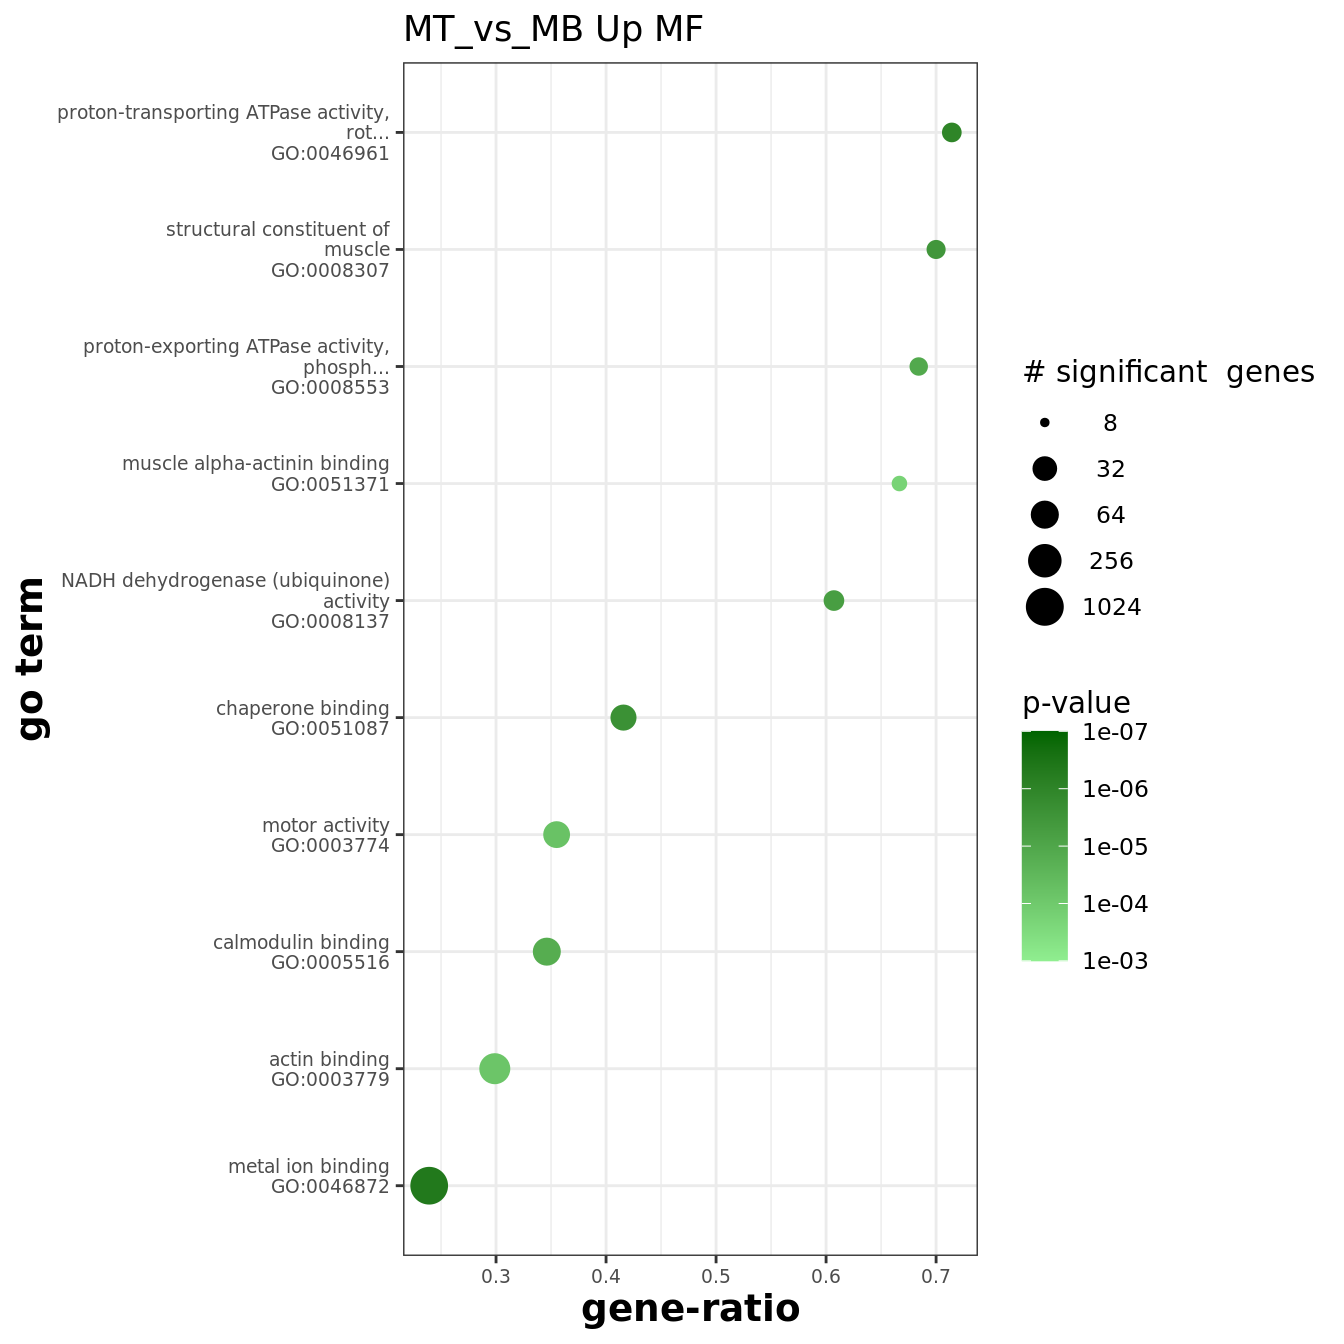 MT_vs_MB Up MF
proton-transporting ATPase activity,
rot...
GO:0046961
structural constituent of
muscle
GO:0008307
proton-exporting ATPase activity,
phosph...
GO:0008553
muscle alpha-actinin binding
GO:0051371
NADH dehydrogenase (ubiquinone)
activity
GO:0008137
chaperone binding
GO:0051087
motor activity
GO:0003774
calmodulin binding
GO:0005516
actin binding
GO:0003779
metal ion binding
GO:0046872
go term
0.3 0.4 0.5 0.6 0.7
gene-ratio
# significant  genes
8
32
64
256
1024
p-value
1e-07
1e-06
1e-05
1e-04
1e-03